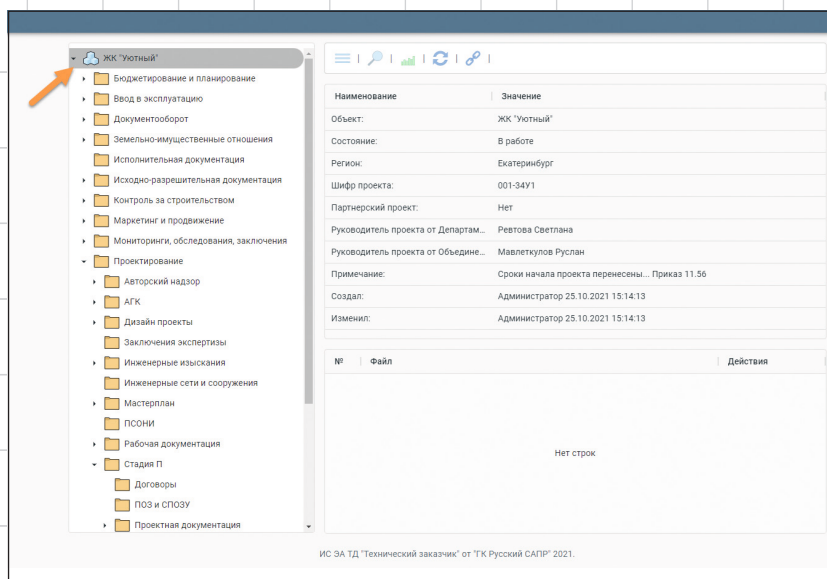 ЖК "Уютный"
Бюджетирование и планирование
Ввод в эксплуатацию
Документооборот
Земельно-имущественные отношения
Исполнительная документация
Исходно-разрешительная документация
Контроль за строительством
Маркетинг и продвижение
Мониторинги, обследования, заключения
Проектирование
Авторский надзор
АГК
Дизайн проекты
Заключения экспертизы
Инженерные изыскания
Инженерные сети и сооружения
Мастерплан
ПСОНИ
Рабочая документация
Стадия П
Договоры
ПОЗ и СПОЗУ
Проектная документация
Наименование Значение
Объект: ЖК "Уютный"
Состояние: В работе
Регион: Екатеринбург
Шифр проекта: 001-34У1
Партнерский проект: Нет
Руководитель проекта от Департам... Ревтова Светлана
Руководитель проекта от Объедине... Мавлеткулов Руслан
Примечание: Сроки начала проекта перенесены... Приказ 11.56
Создал: Администратор 25.10.2021 15:14:13
Изменил: Администратор 25.10.2021 15:14:13
№ Файл Действия
Нет строк
ИС ЭА ТД "Технический заказчик" от "ГК Русский САПР" 2021.